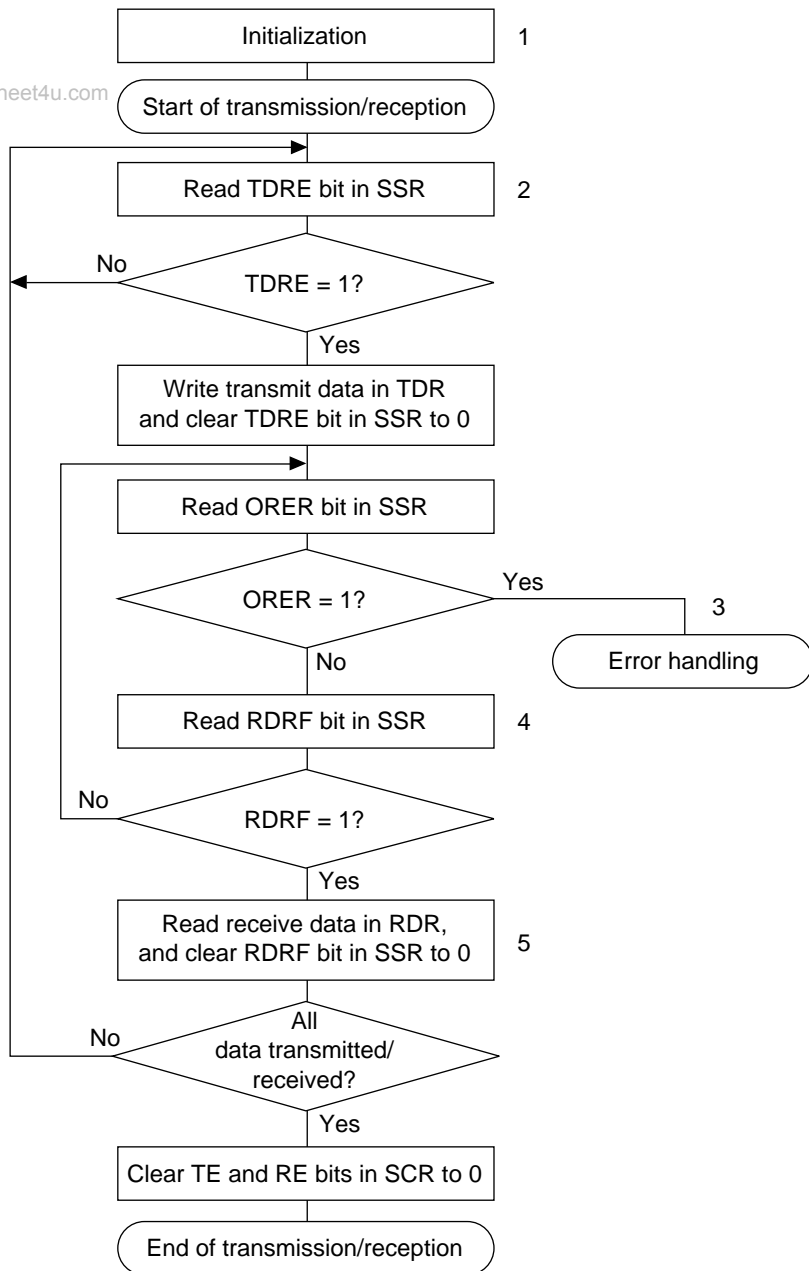 Initialization
1
neet4u.com
Start of transmission/reception
Read TDRE bit in SSR
2
No
TDRE = 1?
Yes
Write transmit data in TDR
and clear TDRE bit in SSR to 0
Read ORER bit in SSR
Yes
ORER = 1?
3
No
Error handling
Read RDRF bit in SSR
4
No
RDRF = 1?
Yes
Read receive data in RDR,
and clear RDRF bit in SSR to 0
5
All
No
data transmitted/
received?
Yes
Clear TE and RE bits in SCR to 0
End of transmission/reception